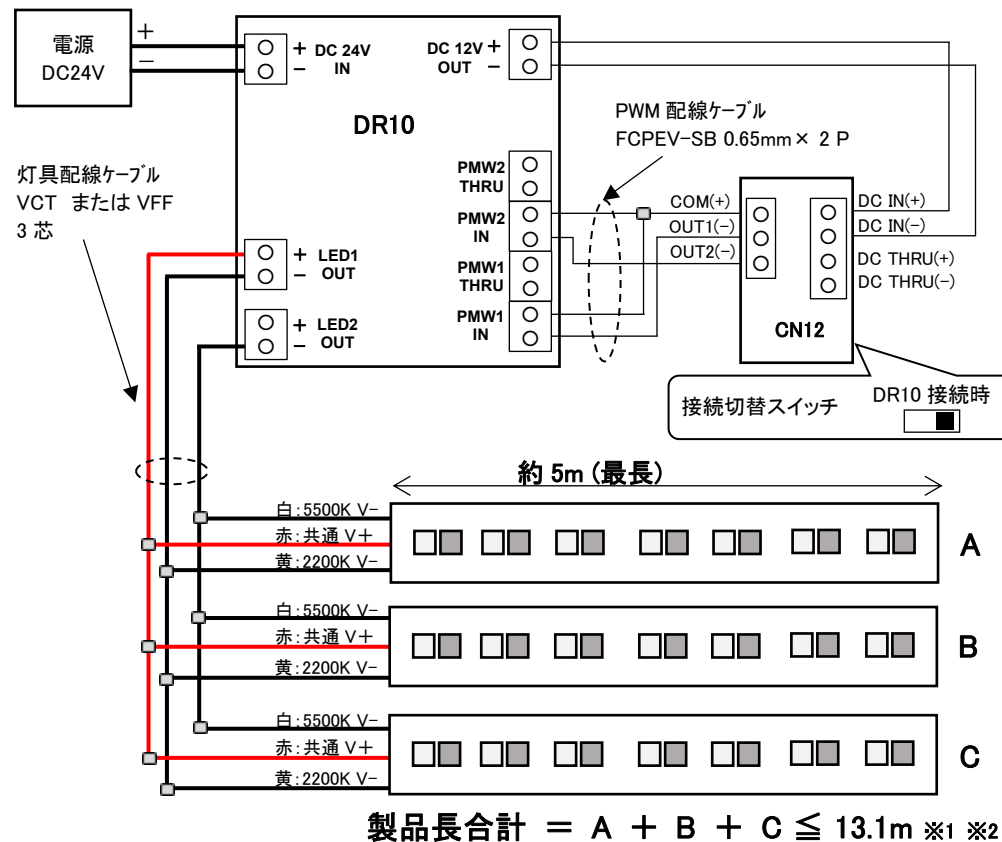 電源
DC24V
+
−
+ DC 24V
− IN
DC 12V +
OUT −
DR10
PWM 配線ケーブル
FCPEV-SB 0.65mm× 2 P
灯具配線ケーブル
VCT または VFF
3 芯
PMW2
THRU
PMW2
IN
PMW1
THRU
PMW1
IN
+ LED1
− OUT
+ LED2
− OUT
COM(+)
OUT1(-)
OUT2(-)
DC IN(+)
DC IN(-)
DC THRU(+)
DC THRU(-)
CN12
接続切替スイッチ
DR10 接続時
約 5m (最長)
白:5500K V-
赤:共通 V+
黄:2200K V-
A
白:5500K V-
赤:共通 V+
黄:2200K V-
B
白:5500K V-
赤:共通 V+
黄:2200K V-
C
製品長合計 = A + B + C ≦ 13.1m ※1 ※2